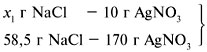 x₁ г NaCl — 10 г AgNO₃
58,5 г NaCl — 170 г AgNO₃